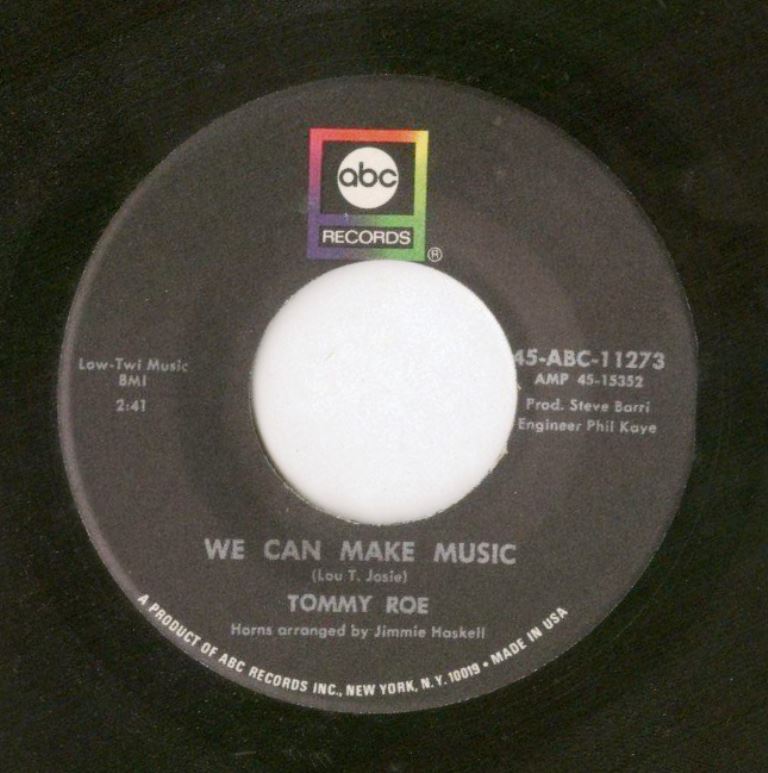 abc
RECORDS
®
Low-Twi Music
BMI
2:41
45-ABC-11273
AMP 45-15352
Prod. Steve Barri
Engineer Phil Kaye
WE CAN MAKE MUSIC
(Lou T. Josie)
TOMMY ROE
Horns arranged by Jimmie Haskell
A PRODUCT OF ABC RECORDS INC., NEW YORK, N.Y. 10019 • MADE IN USA